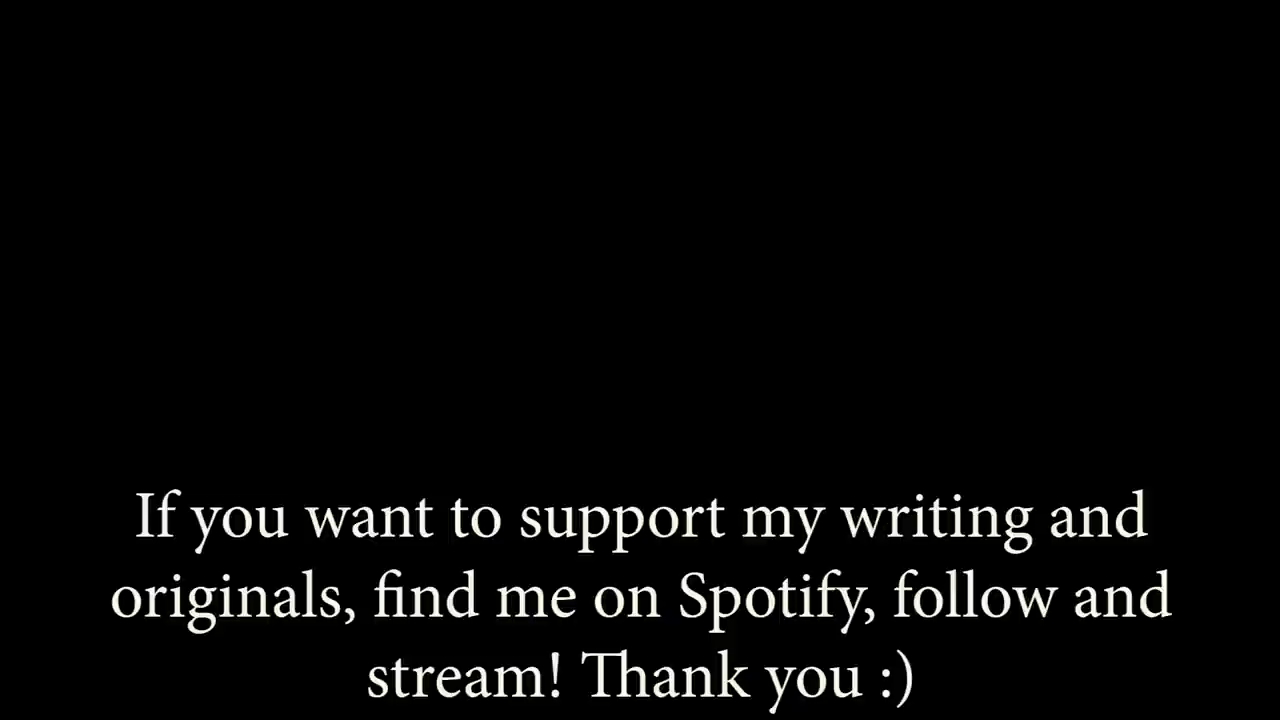 If you want to support my writing and
originals, find me on Spotify, follow and
stream! Thank you :)